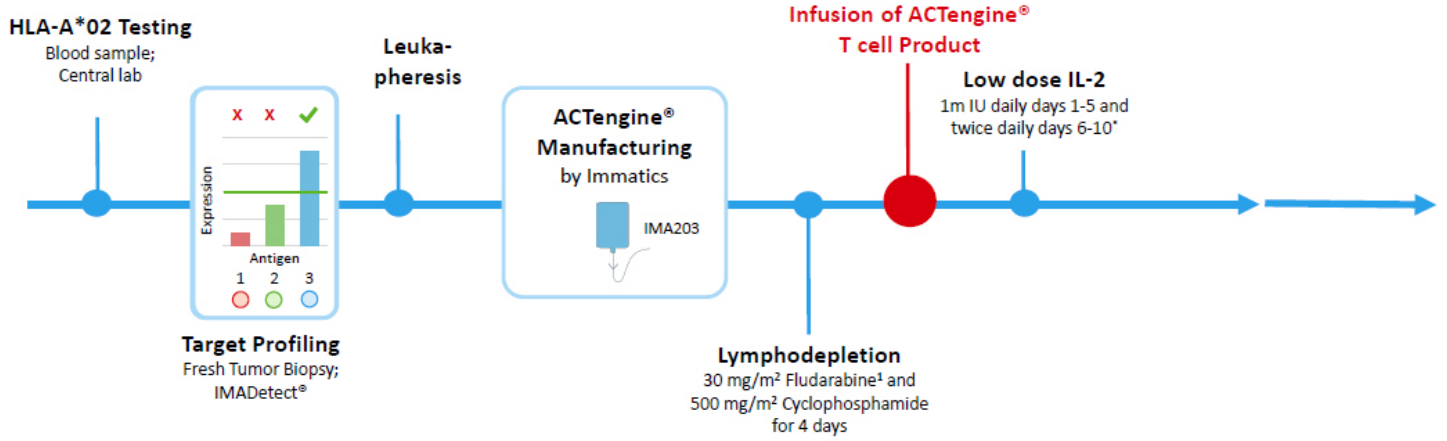 HLA-A*02 Testing
Blood sample;
Central lab
X X
Expression
Antigen
1 2 3
Target Profiling
Fresh Tumor Biopsy;
IMADetect®
Leuka-
pheresis
ACTengine®
Manufacturing
by Immatics
IMA203
Lymphodepletion
30 mg/m² Fludarabine¹ and
500 mg/m² Cyclophosphamide
for 4 days
Infusion of ACTengine®
T cell Product
Low dose IL-2
1m IU daily days 1-5 and
twice daily days 6-10*